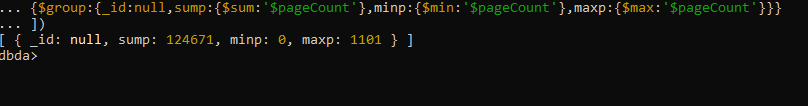 ... {$group:{_id:null,sump:{$sum:'$pageCount'},minp:{$min:'$pageCount'},maxp:{$max:'$pageCount'}}}
... ])
[ { _id: null, sump: 124671, minp: 0, maxp: 1101 } ]
dbda>